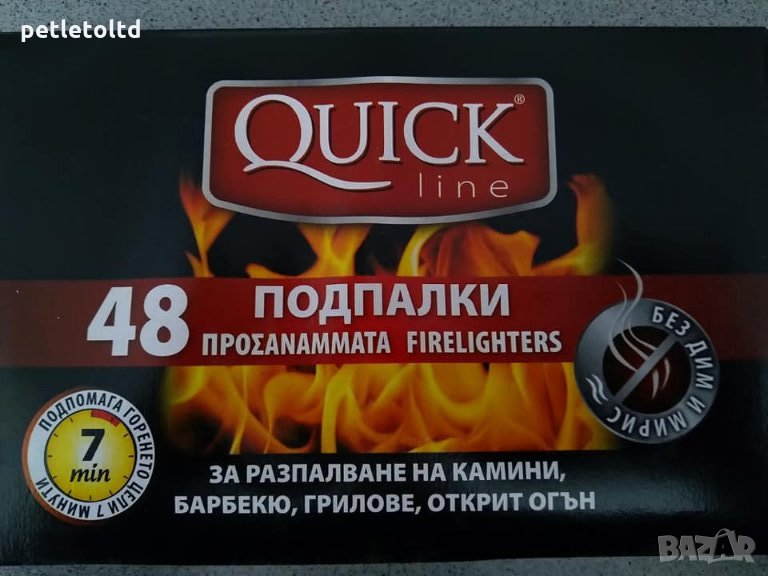 petletoltd
QUICK®
line
48 ПОДПАЛКИ
ΠΡΟΣΑΝΑΜΜΑΤΑ FIRELIGHTERS
БЕЗ ДИМ И МИРИС
ПОДПОМАГА ГОРЕНЕТО ЦЕЛИ 7 МИНУТИ
7
min
ЗА РАЗПАЛВАНЕ НА КАМИНИ,
БАРБЕКЮ, ГРИЛОВЕ, ОТКРИТ ОГЪН
BAZAR